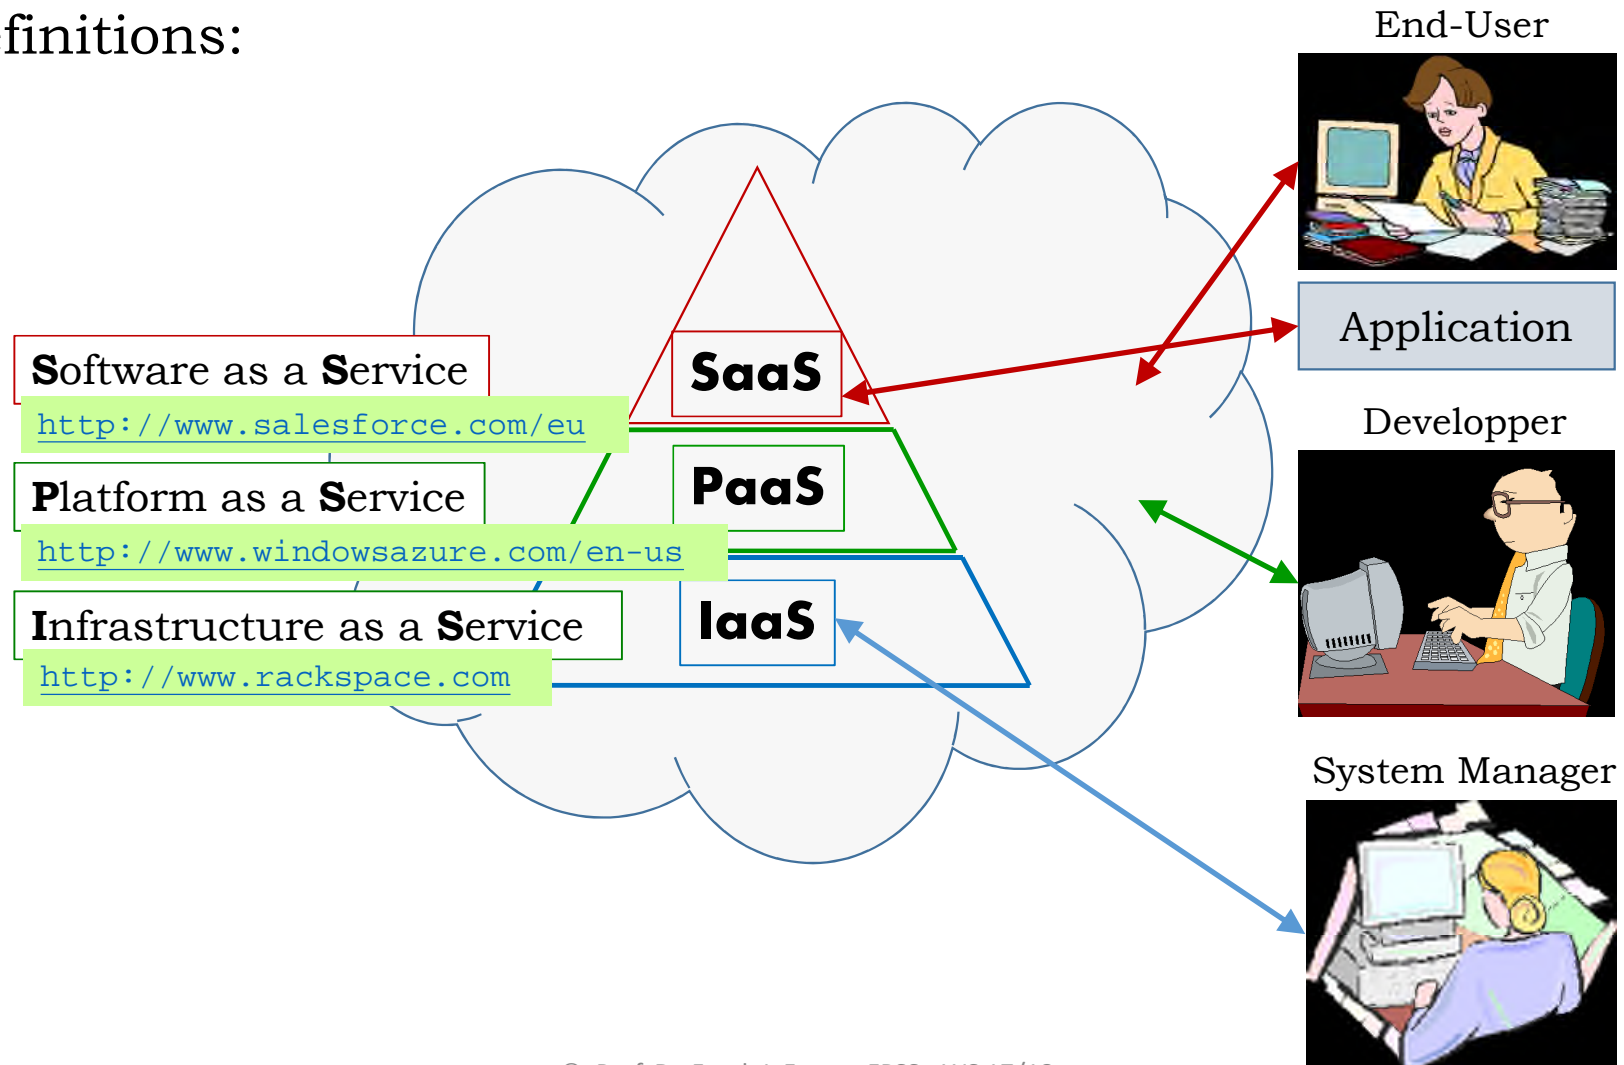 finitions:
End-User
Application
SaaS
Software as a Service
http://www.salesforce.com/eu
Developper
PaaS
Platform as a Service
http://www.windowsazure.com/en-us
IaaS
Infrastructure as a Service
http://www.rackspace.com
System Manager